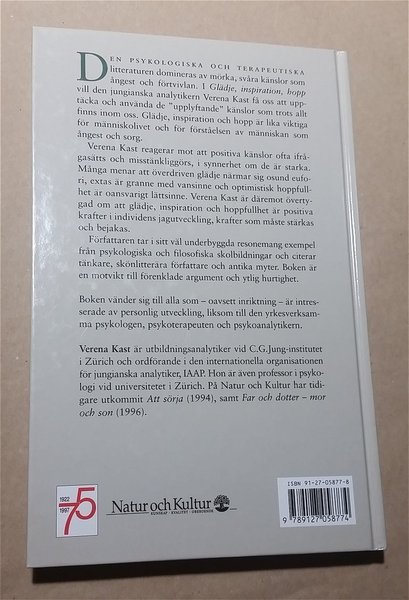 DEN PSYKOLOGISKA OCH TERAPEUTISKA
litteraturen domineras av mörka, svåra känslor som
ångest och förtvivlan. I Glädje, inspiration, hopp
vill den jungianska analytikern Verena Kast få oss att upp-
täcka och använda de "upplyftande" känslor som trots allt
finns inom oss. Glädje, inspiration och hopp är lika viktiga
för människolivet och för förståelsen av människan som
ångest och sorg.
Verena Kast reagerar mot att positiva känslor ofta ifrå-
gasätts och misstänkliggörs, i synnerhet om de är starka.
Många menar att överdriven glädje närmar sig osund eufo-
ri, extas är granne med vansinne och optimistisk hoppfull-
het är oansvarigt lättsinne. Verena Kast är däremot överty-
gad om att glädje, inspiration och hoppfullhet är positiva
krafter i individens jagutveckling, krafter som måste stärkas
och bejakas.
Författaren tar i sitt väl underbyggda resonemang exempel
från psykologiska och filosofiska skolbildningar och citerar
tänkare, skönlitterära författare och antika myter. Boken är
en motvikt till förenklade argument och ytlig hurtighet.
Boken vänder sig till alla som – oavsett inriktning – är intres-
serade av personlig utveckling, liksom till den yrkesverksam-
ma psykologen, psykoterapeuten och psykoanalytikern.
Verena Kast är utbildningsanalytiker vid C.G.Jung-institutet
i Zürich och ordförande i den internationella organisationen
för jungianska analytiker, IAAP. Hon är även professor i psyko-
logi vid universitetet i Zürich. På Natur och Kultur har tidi-
gare utkommit Att sörja (1994), samt Far och dotter – mor
och son (1996).
ISBN 91-27-05877-8
9 789127 058774
1922
1997
75
Natur och Kultur
KUNSKAP · KVALITET · OBEROENDE